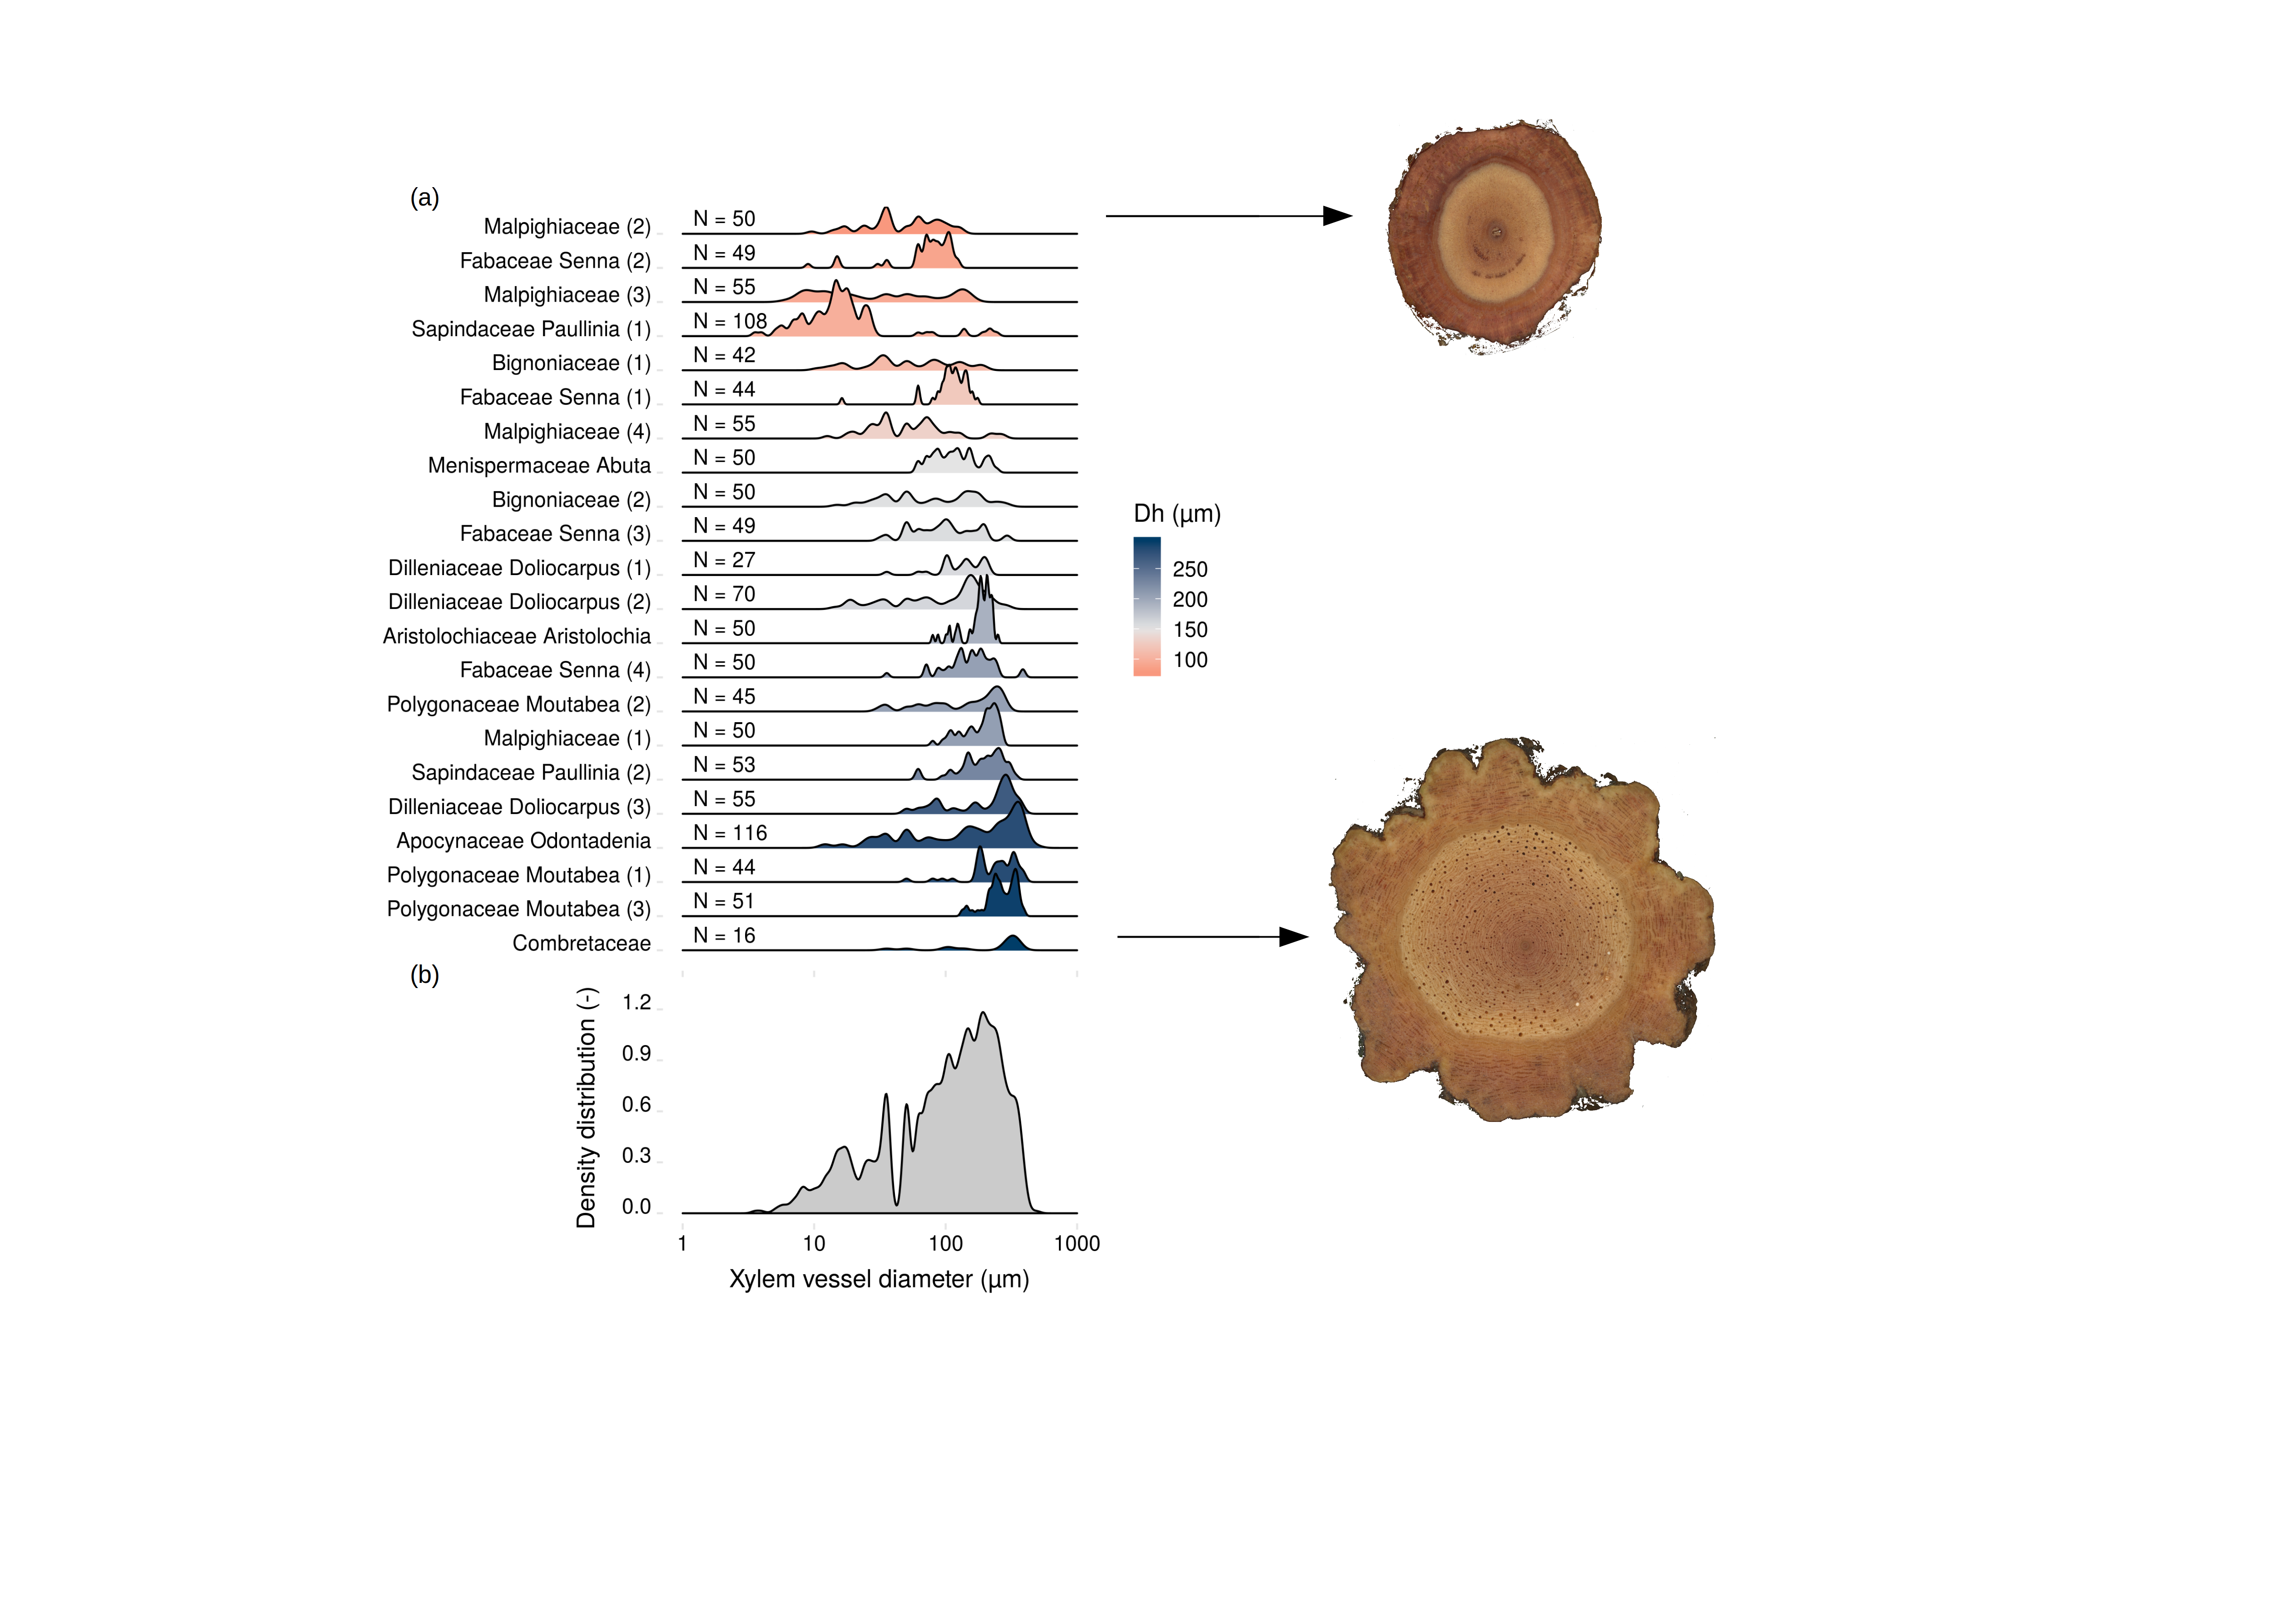 (a)
Malpighiaceae (2) N = 50
Fabaceae Senna (2) N = 49
Malpighiaceae (3) N = 55
Sapindaceae Paullinia (1) N = 108
Bignoniaceae (1) N = 42
Fabaceae Senna (1) N = 44
Malpighiaceae (4) N = 55
Menispermaceae Abuta N = 50
Bignoniaceae (2) N = 50
Fabaceae Senna (3) N = 49
Dilleniaceae Doliocarpus (1) N = 27
Dilleniaceae Doliocarpus (2) N = 70
Aristolochiaceae Aristolochia N = 50
Fabaceae Senna (4) N = 50
Polygonaceae Moutabea (2) N = 45
Malpighiaceae (1) N = 50
Sapindaceae Paullinia (2) N = 53
Dilleniaceae Doliocarpus (3) N = 55
Apocynaceae Odontadenia N = 116
Polygonaceae Moutabea (1) N = 44
Polygonaceae Moutabea (3) N = 51
Combretaceae N = 16
Dh (µm)
250
200
150
100
(b)
Density distribution (-)
1.2
0.9
0.6
0.3
0.0
1 10 100 1000
Xylem vessel diameter (µm)